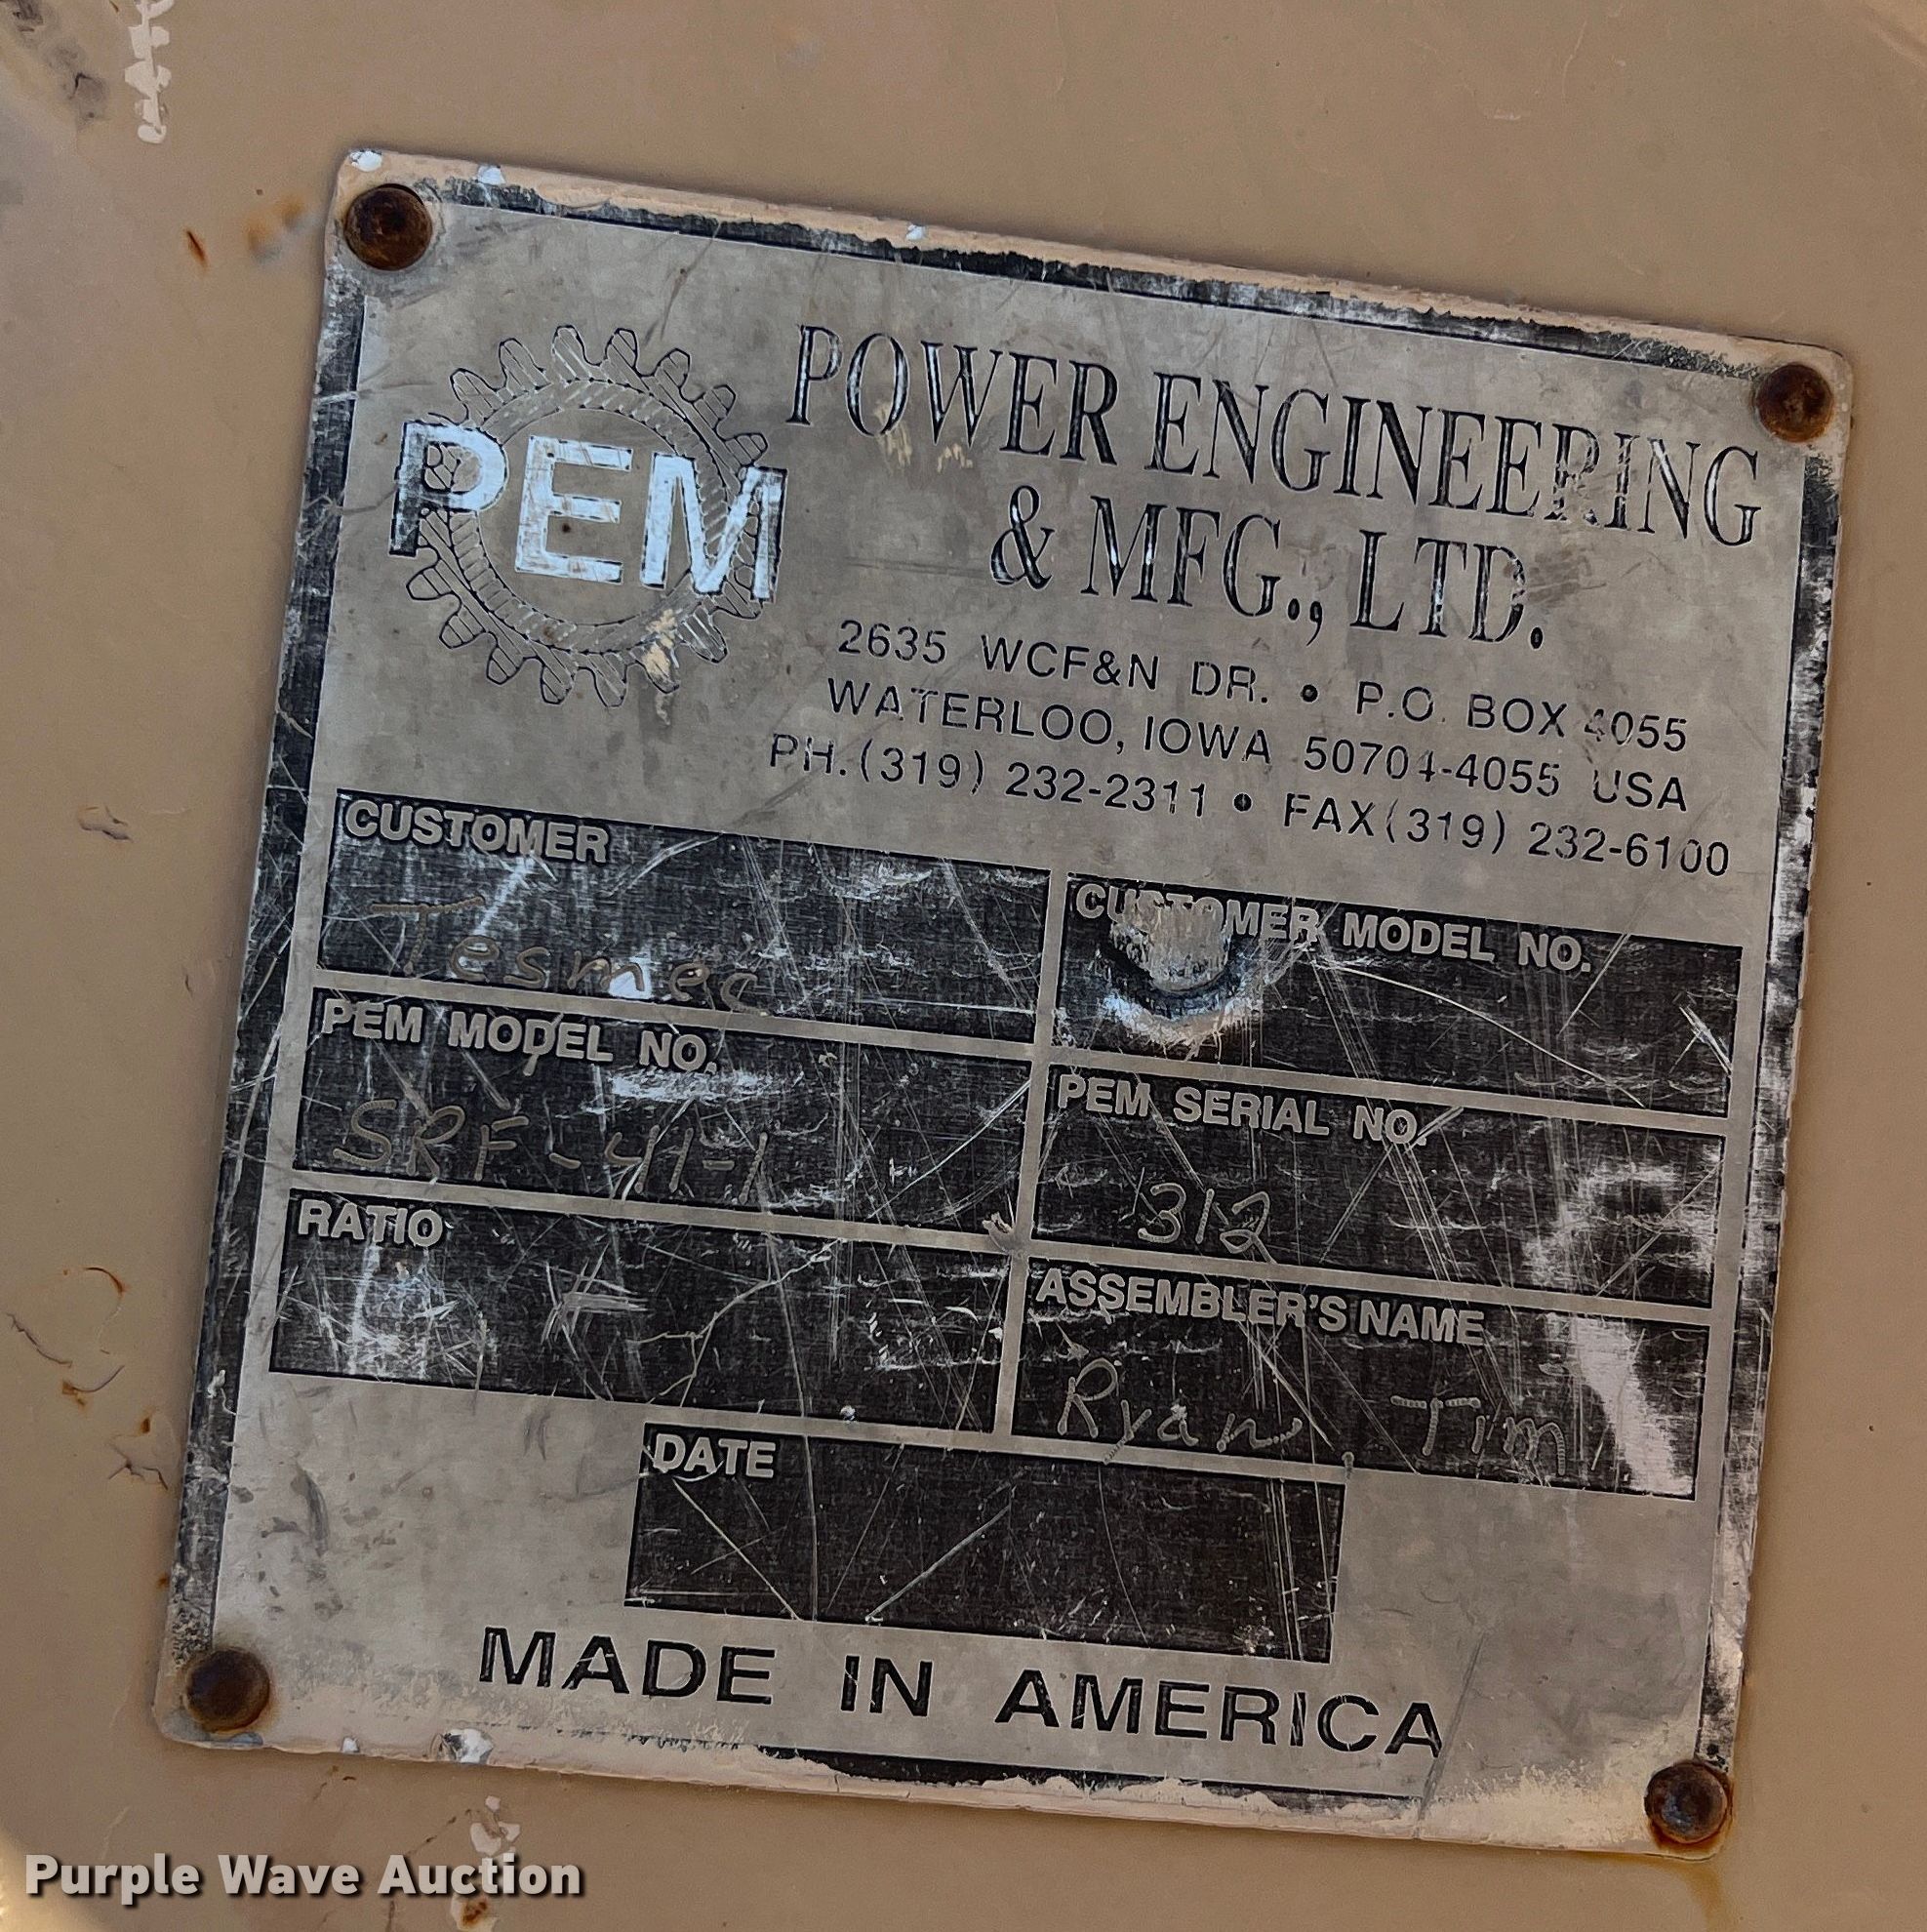 PEM
POWER ENGINEERING
& MFG., LTD.
2635 WCF&N DR. • P.O. BOX 4055
WATERLOO, IOWA 50704-4055 USA
PH.(319) 232-2311 • FAX(319) 232-6100
CUSTOMER
Tesmec
CUSTOMER MODEL NO.
PEM MODEL NO.
SRF-41-1
PEM SERIAL NO.
312
RATIO
ASSEMBLER'S NAME
Ryan Tim
DATE
MADE IN AMERICA
Purple Wave Auction